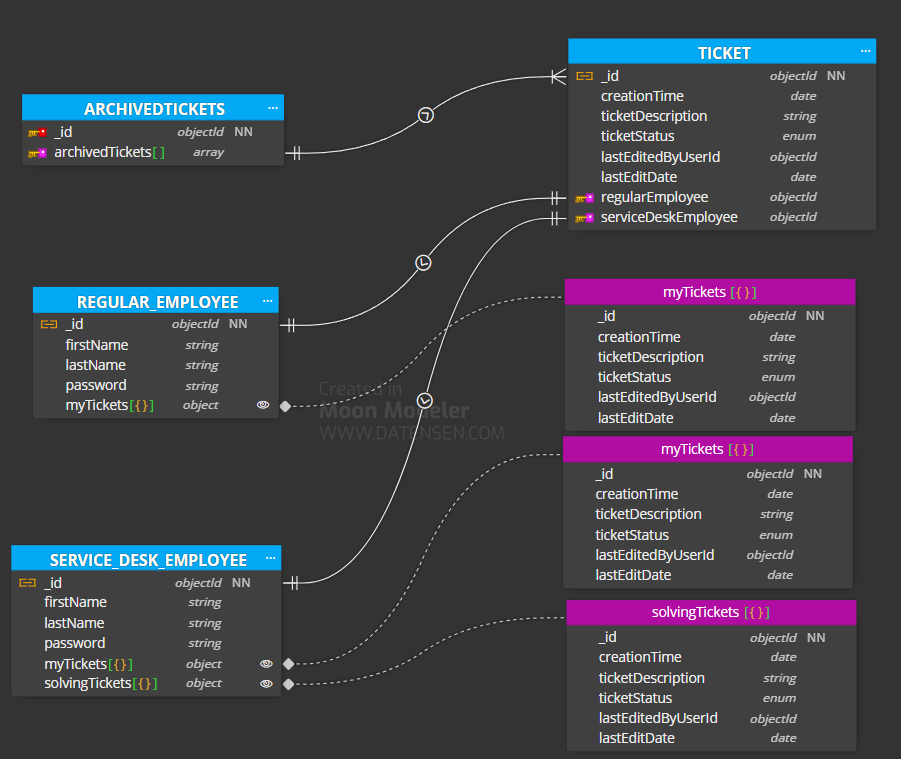 TICKET ...
_id objectId NN
creationTime date
ticketDescription string
ticketStatus enum
lastEditedByUserId objectId
lastEditDate date
regularEmployee objectId
serviceDeskEmployee objectId
ARCHIVEDTICKETS ...
_id objectId NN
archivedTickets[] array
REGULAR_EMPLOYEE ...
_id objectId NN
firstName string
lastName string
password string
myTickets[{}] object
myTickets [{}]
_id objectId NN
creationTime date
ticketDescription string
ticketStatus enum
lastEditedByUserId objectId
lastEditDate date
Created in
Moon Modeler
WWW.DATENSEN.COM
myTickets [{}]
_id objectId NN
creationTime date
ticketDescription string
ticketStatus enum
lastEditedByUserId objectId
lastEditDate date
SERVICE_DESK_EMPLOYEE ...
_id objectId NN
firstName string
lastName string
password string
myTickets[{}] object
solvingTickets[{}] object
solvingTickets [{}]
_id objectId NN
creationTime date
ticketDescription string
ticketStatus enum
lastEditedByUserId objectId
lastEditDate date